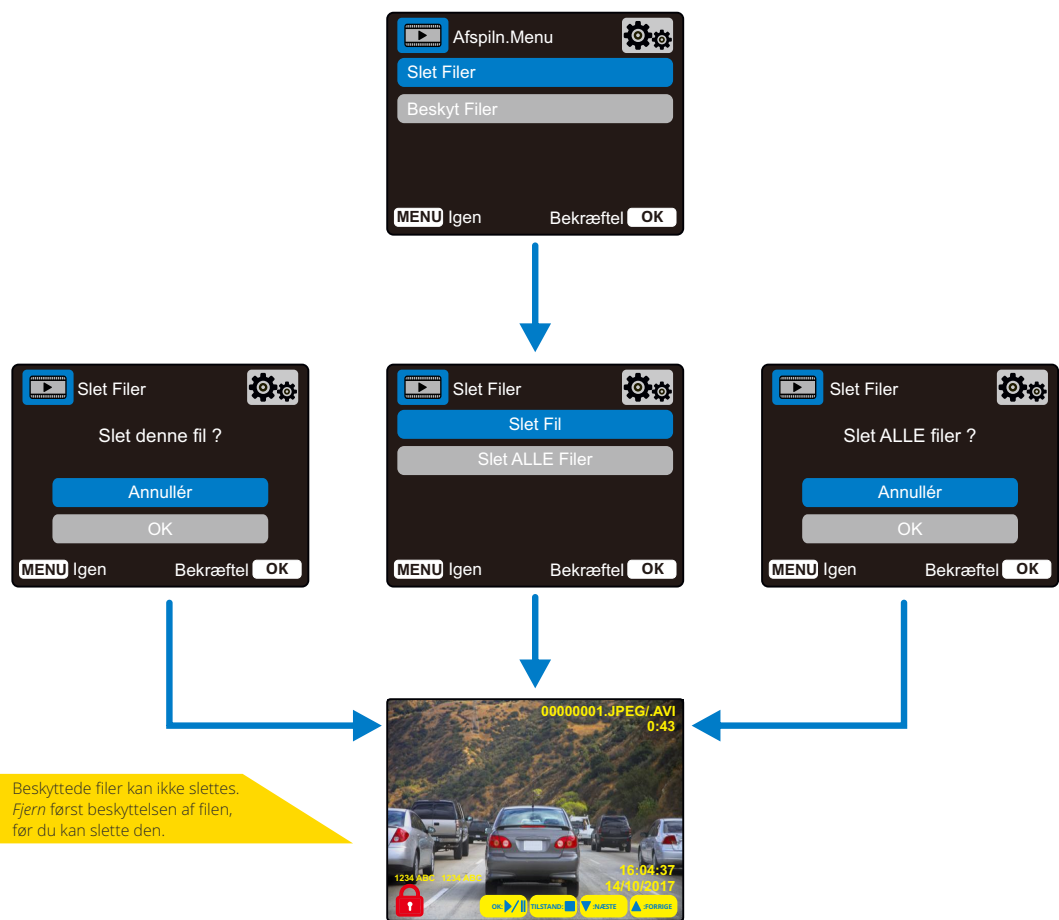 Afspiln.Menu
Slet Filer
Beskyt Filer
MENU Igen Bekræftel OK
Slet Filer
Slet denne fil ?
Annullér
OK
MENU Igen Bekræftel OK
Slet Filer
Slet Fil
Slet ALLE Filer
MENU Igen Bekræftel OK
Slet Filer
Slet ALLE filer ?
Annullér
OK
MENU Igen Bekræftel OK
00000001.JPEG/.AVI
0:43
Beskyttede filer kan ikke slettes.
Fjern først beskyttelsen af filen,
før du kan slette den.
16:04:37
1234 ABC 1234 ABC
14/10/2017
OK: / TILSTAND: :NÆSTE :FORRIGE